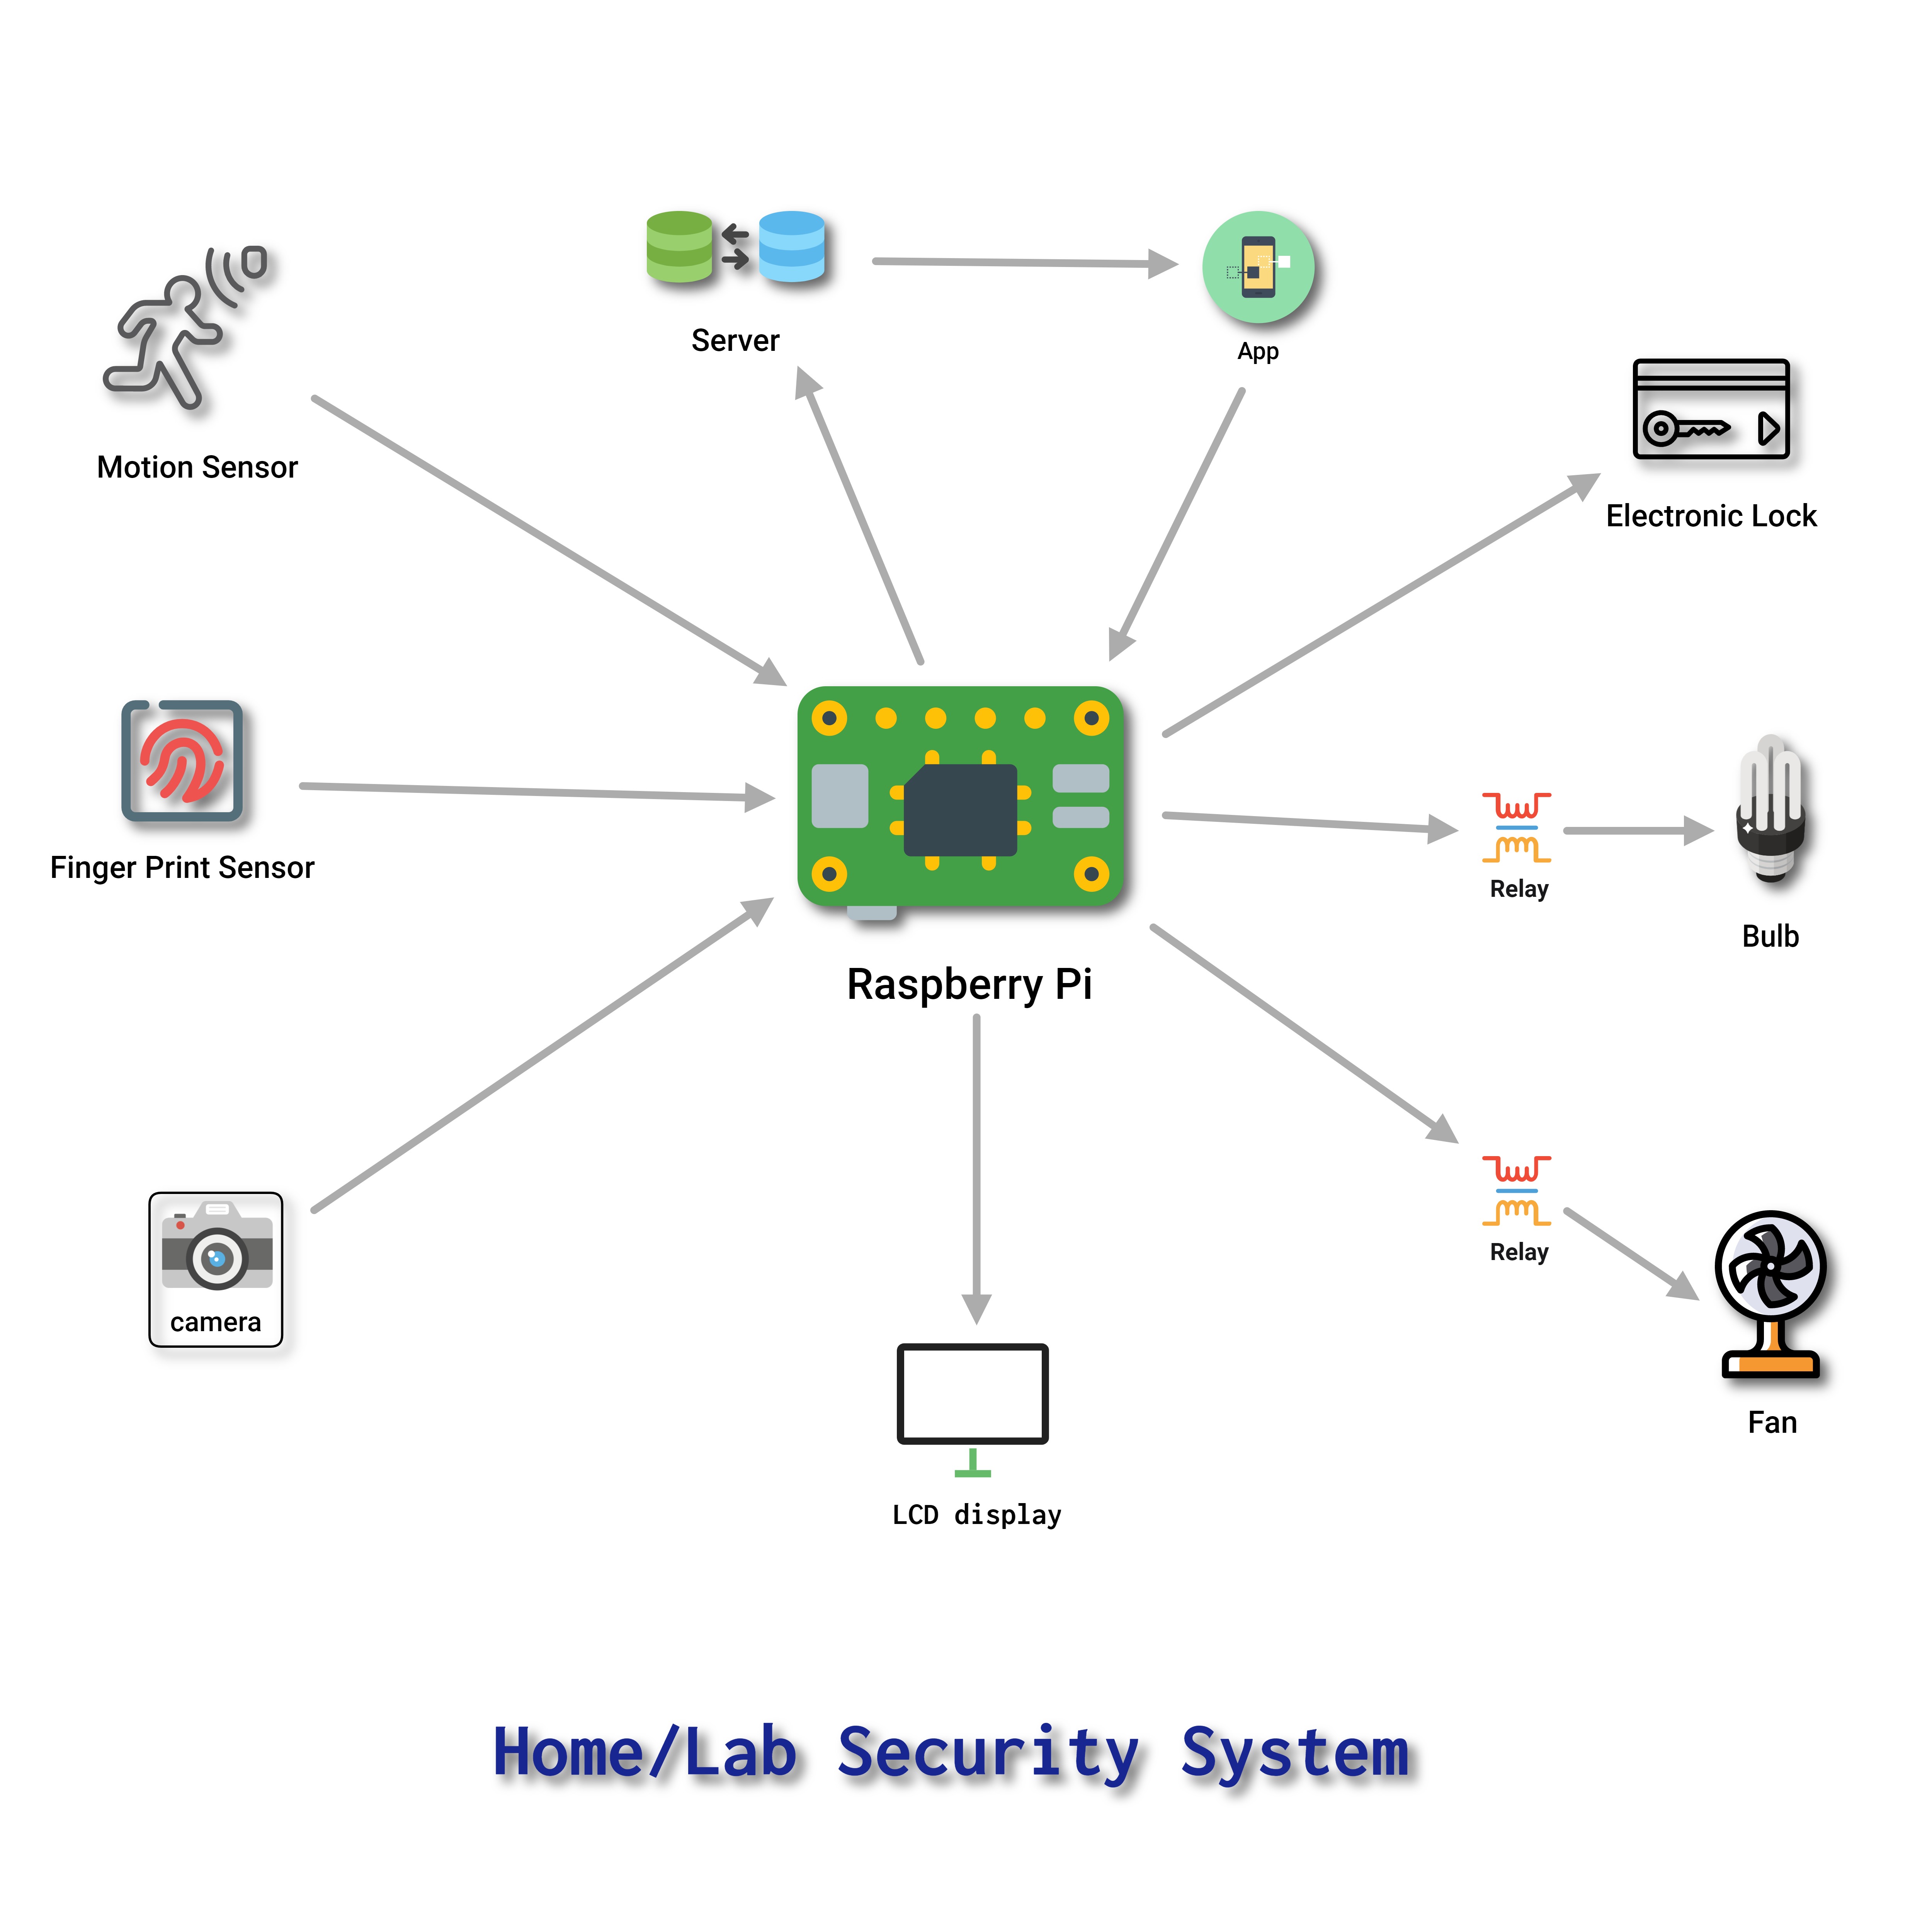 Server
App
Motion Sensor
Electronic Lock
Finger Print Sensor
Relay
Bulb
Raspberry Pi
Relay
camera
Fan
LCD display
Home/Lab Security System